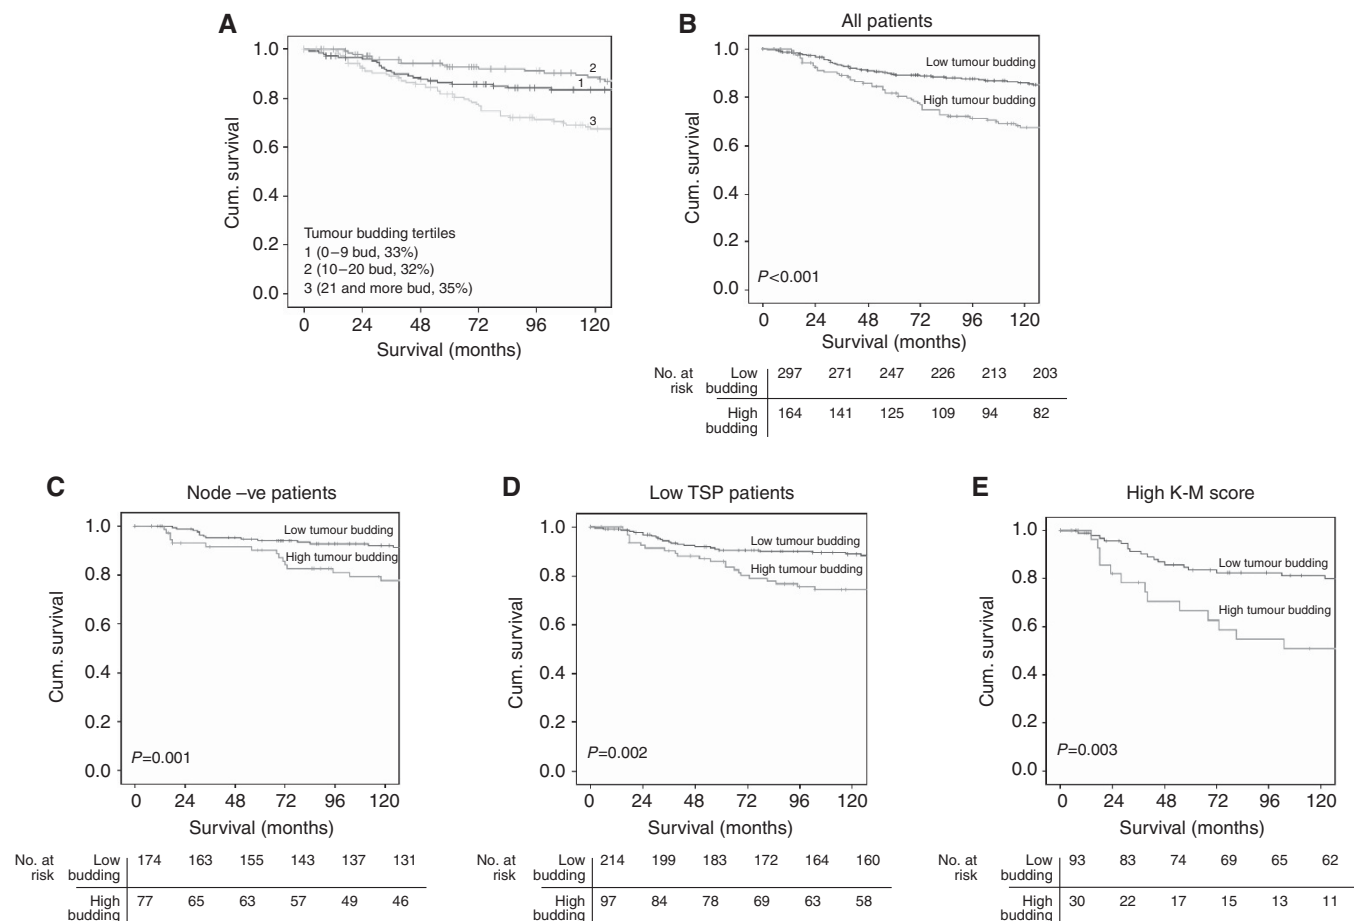 A
1.0
0.8
0.6
0.4
0.2
0.0
Cum. survival
2
1
3
Tumour budding tertiles
1 (0–9 bud, 33%)
2 (10–20 bud, 32%)
3 (21 and more bud, 35%)
0 24 48 72 96 120
Survival (months)
B
All patients
1.0
0.8
0.6
0.4
0.2
0.0
Cum. survival
Low tumour budding
High tumour budding
P<0.001
0 24 48 72 96 120
Survival (months)
No. at risk
Low budding 297 271 247 226 213 203
High budding 164 141 125 109 94 82
C
Node –ve patients
1.0
0.8
0.6
0.4
0.2
0.0
Cum. survival
Low tumour budding
High tumour budding
P=0.001
0 24 48 72 96 120
Survival (months)
No. at risk
Low budding 174 163 155 143 137 131
High budding 77 65 63 57 49 46
D
Low TSP patients
1.0
0.8
0.6
0.4
0.2
0.0
Cum. survival
Low tumour budding
High tumour budding
P=0.002
0 24 48 72 96 120
Survival (months)
No. at risk
Low budding 214 199 183 172 164 160
High budding 97 84 78 69 63 58
E
High K-M score
1.0
0.8
0.6
0.4
0.2
0.0
Cum. survival
Low tumour budding
High tumour budding
P=0.003
0 24 48 72 96 120
Survival (months)
No. at risk
Low budding 93 83 74 69 65 62
High budding 30 22 17 15 13 11